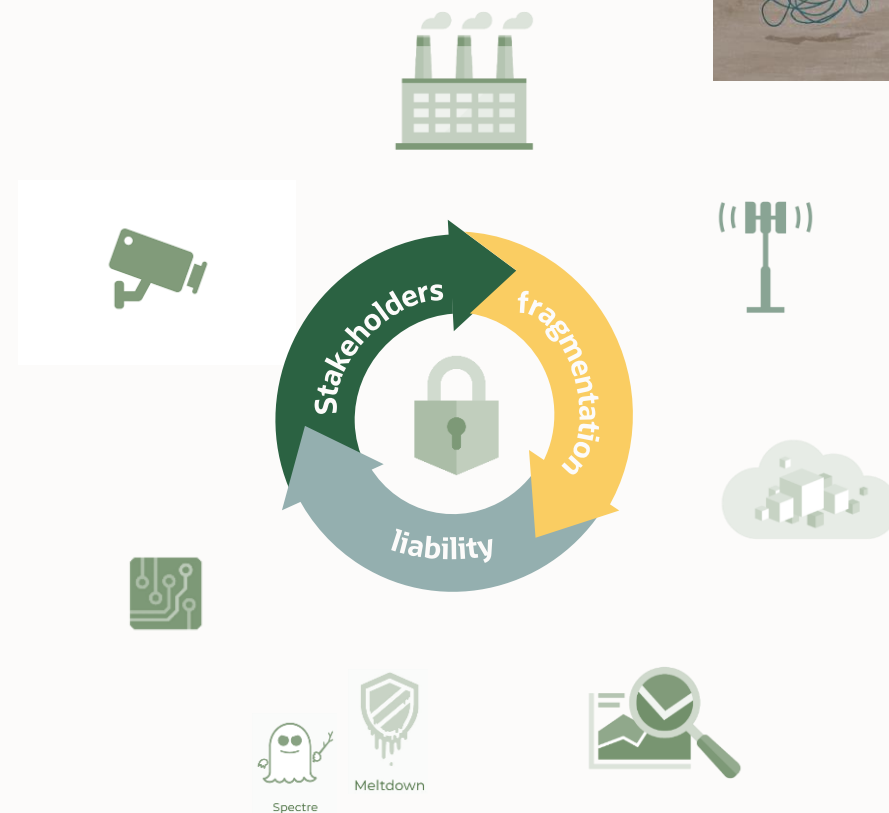 Stakeholders
fragmentation
liability
Meltdown
Spectre